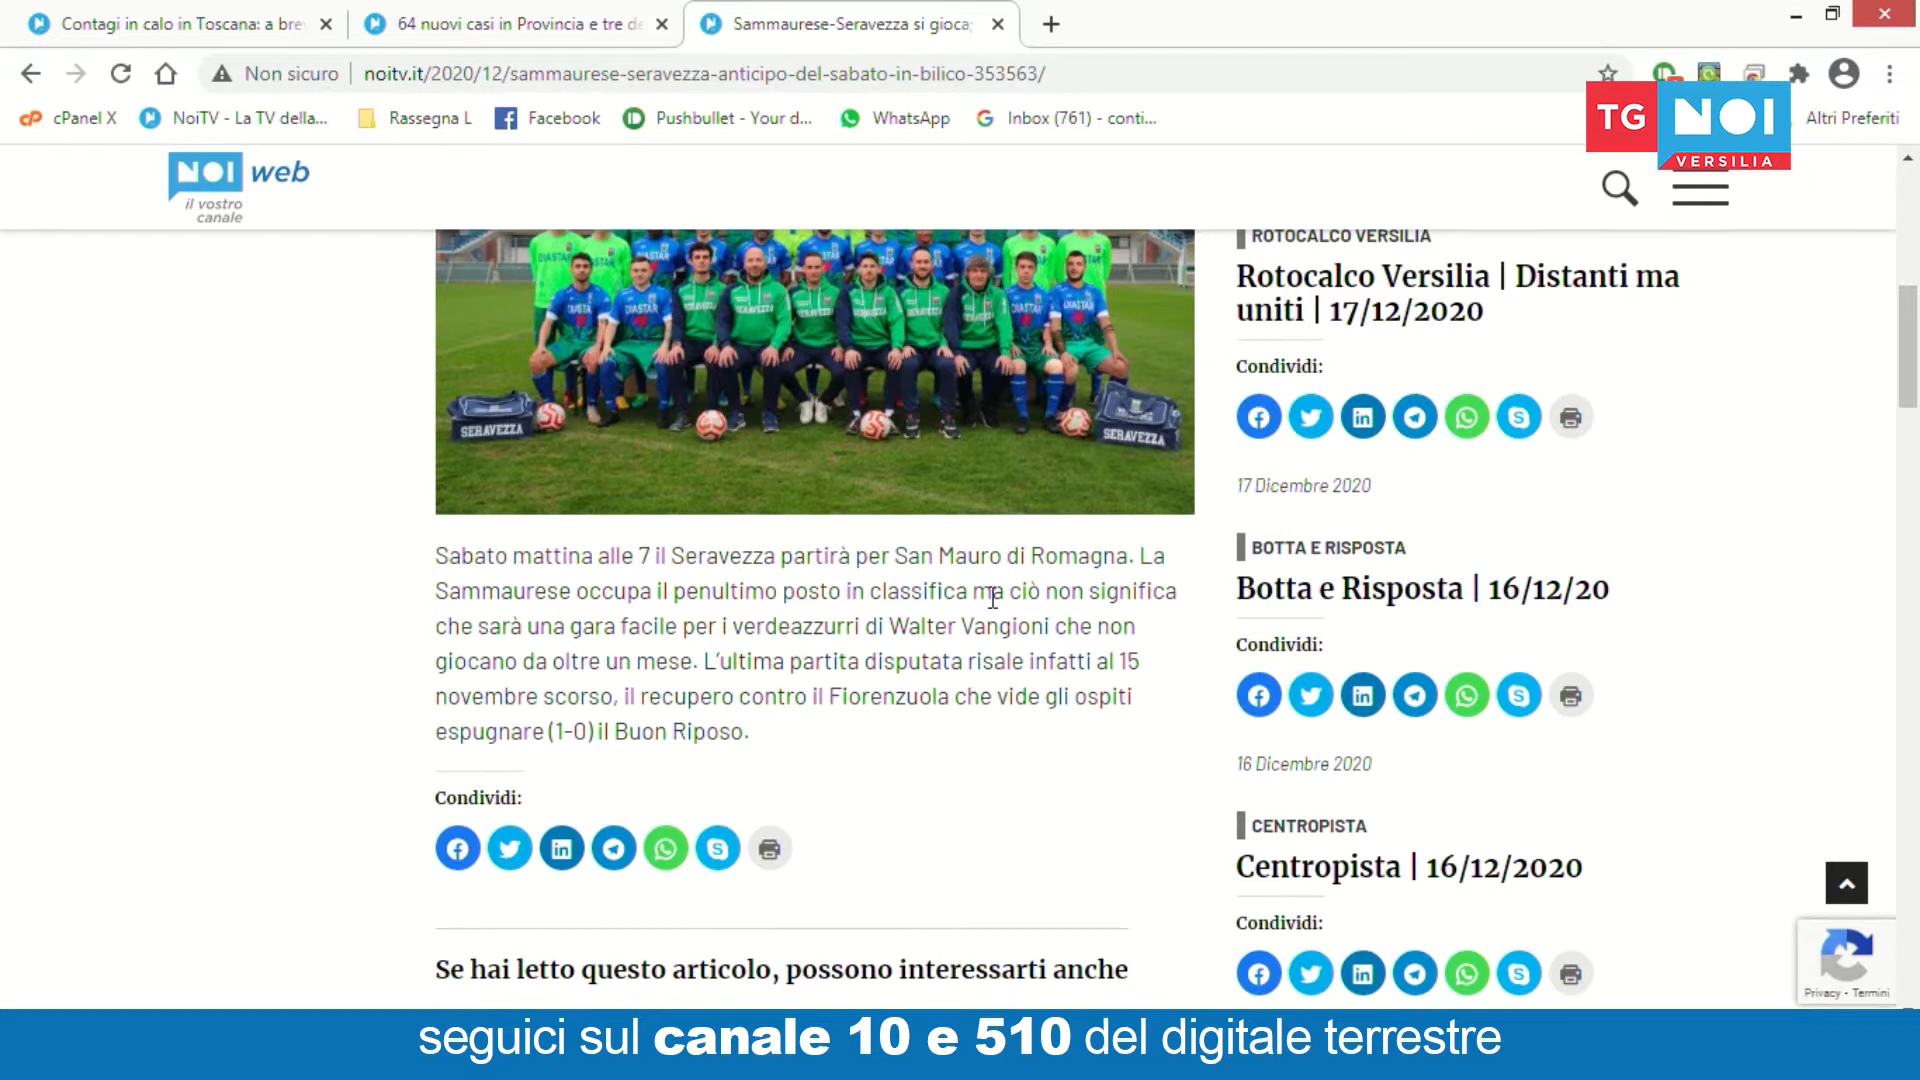 Contagi in calo in Toscana: a bre
64 nuovi casi in Provincia e tre de
Sammaurese-Seravezza si gioca;
Non sicuro
noitv.it/2020/12/sammaurese-seravezza-anticipo-del-sabato-in-bilico-353563/
cPanel X
NoiTV - La TV della...
Rassegna L
Facebook
Pushbullet - Your d...
WhatsApp
Inbox (761) - conti...
Altri Preferiti
TG NOI
VERSILIA
NOI web
il vostro
canale
DIASTAR
SERAVEZZA
SERAVEZZA
Sabato mattina alle 7 il Seravezza partirà per San Mauro di Romagna. La
Sammaurese occupa il penultimo posto in classifica ma ciò non significa
che sarà una gara facile per i verdeazzurri di Walter Vangioni che non
giocano da oltre un mese. L'ultima partita disputata risale infatti al 15
novembre scorso, il recupero contro il Fiorenzuola che vide gli ospiti
espugnare (1-0) il Buon Riposo.
Condividi:
Se hai letto questo articolo, possono interessarti anche
ROTOCALCO VERSILIA
Rotocalco Versilia | Distanti ma
uniti | 17/12/2020
Condividi:
17 Dicembre 2020
BOTTA E RISPOSTA
Botta e Risposta | 16/12/20
Condividi:
16 Dicembre 2020
CENTROPISTA
Centropista | 16/12/2020
Condividi:
Privacy - Termini
seguici sul canale 10 e 510 del digitale terrestre